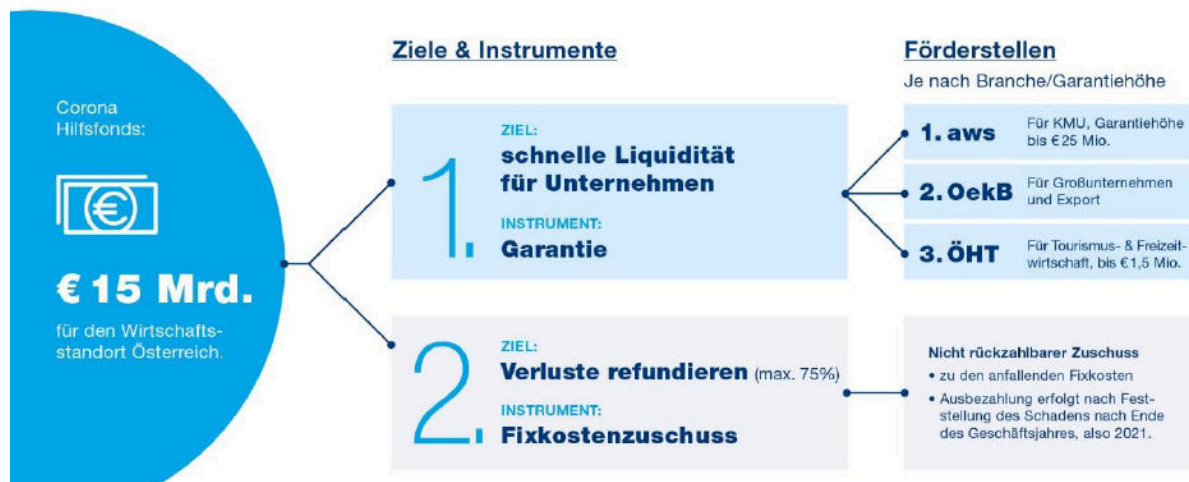 Corona
Hilfsfonds:
€
€ 15 Mrd.
für den Wirtschafts-
standort Österreich.
Ziele & Instrumente
1.
ZIEL:
schnelle Liquidität
für Unternehmen
INSTRUMENT:
Garantie
2.
ZIEL:
Verluste refundieren (max. 75%)
INSTRUMENT:
Fixkostenzuschuss
Förderstellen
Je nach Branche/Garantiehöhe
1. aws
Für KMU, Garantiehöhe
bis € 25 Mio.
2. OekB
Für Großunternehmen
und Export
3. ÖHT
Für Tourismus- & Freizeit-
wirtschaft, bis € 1,5 Mio.
Nicht rückzahlbarer Zuschuss
• zu den anfallenden Fixkosten
• Ausbezahlung erfolgt nach Fest-
stellung des Schadens nach Ende
des Geschäftsjahres, also 2021.